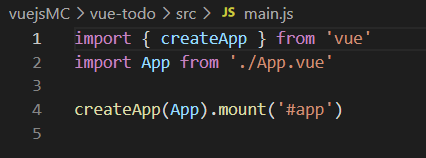 vuejsMC > vue-todo > src > JS main.js
1 import { createApp } from 'vue'
2 import App from './App.vue'
3
4 createApp(App).mount('#app')
5